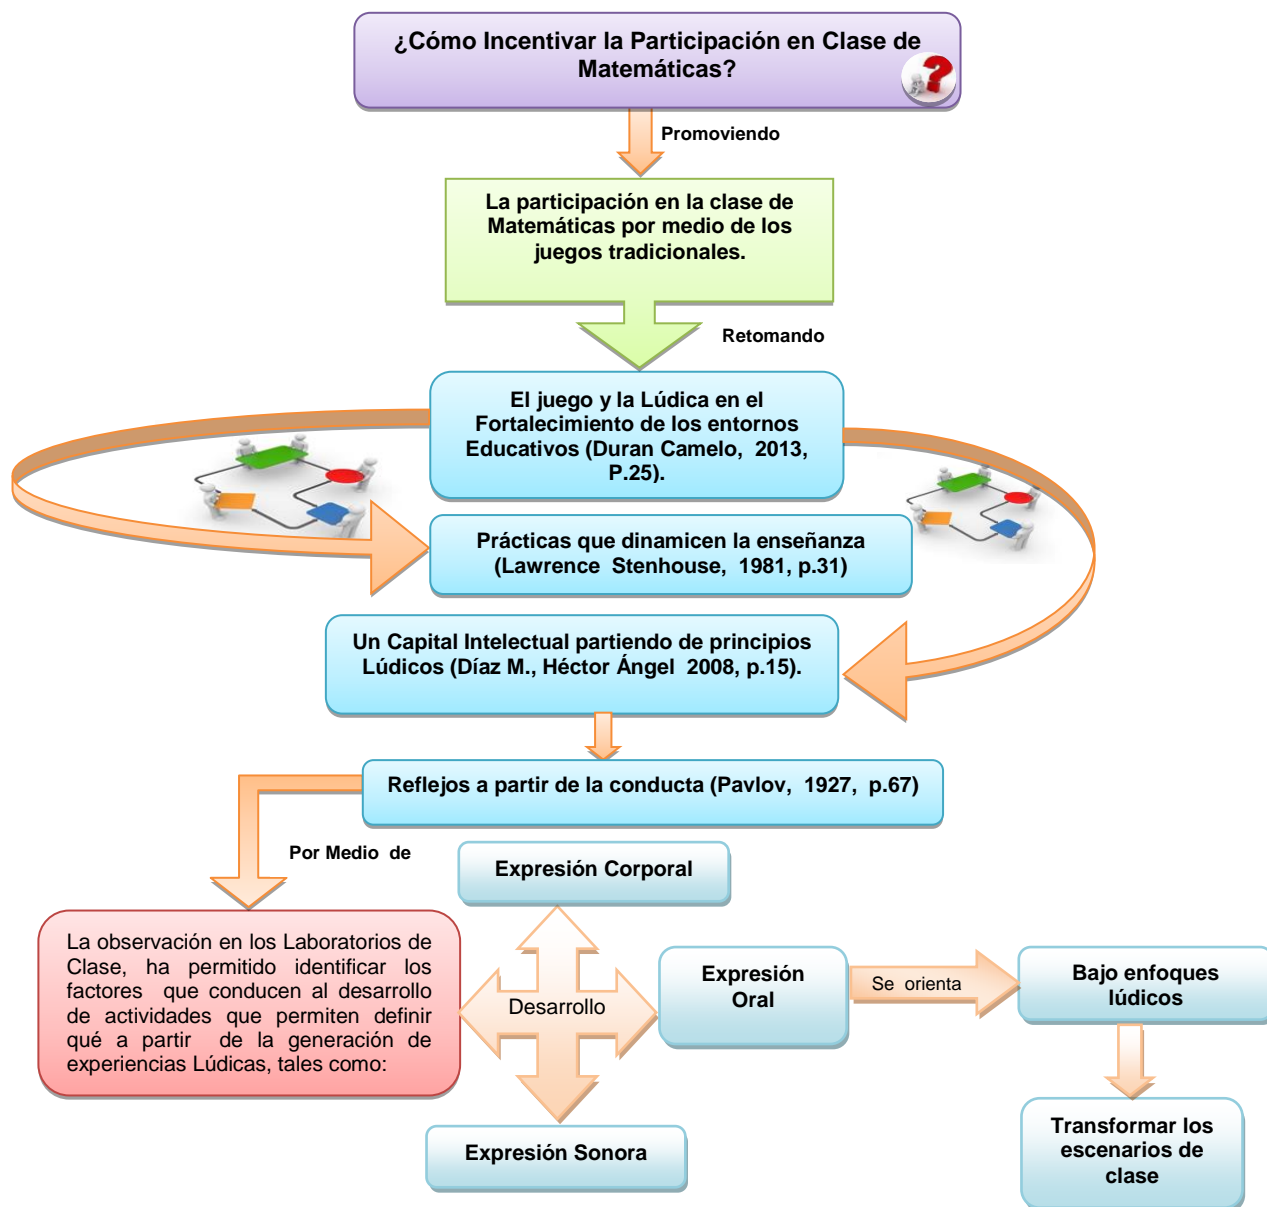 ¿Cómo Incentivar la Participación en Clase de
Matemáticas?
Promoviendo
La participación en la clase de
Matemáticas por medio de los
juegos tradicionales.
Retomando
El juego y la Lúdica en el
Fortalecimiento de los entornos
Educativos (Duran Camelo, 2013,
P.25).
Prácticas que dinamicen la enseñanza
(Lawrence Stenhouse, 1981, p.31)
Un Capital Intelectual partiendo de principios
Lúdicos (Díaz M., Héctor Ángel 2008, p.15).
Reflejos a partir de la conducta (Pavlov, 1927, p.67)
Por Medio de
Expresión Corporal
La observación en los Laboratorios de
Clase, ha permitido identificar los
factores que conducen al desarrollo
de actividades que permiten definir
qué a partir de la generación de
experiencias Lúdicas, tales como:
Desarrollo
Expresión
Oral
Se orienta
Bajo enfoques
lúdicos
Expresión Sonora
Transformar los
escenarios de
clase